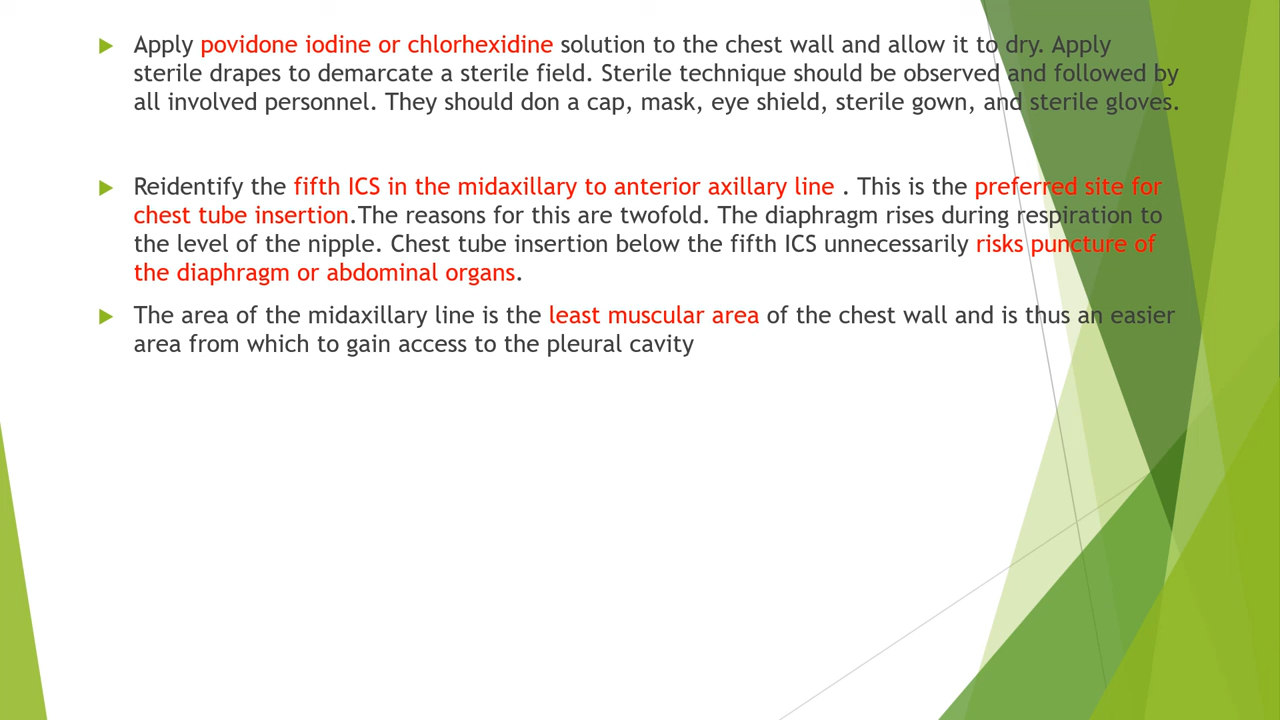 Apply povidone iodine or chlorhexidine solution to the chest wall and allow it to dry. Apply
sterile drapes to demarcate a sterile field. Sterile technique should be observed and followed by
all involved personnel. They should don a cap, mask, eye shield, sterile gown, and sterile gloves.
Reidentify the fifth ICS in the midaxillary to anterior axillary line . This is the preferred site for
chest tube insertion.The reasons for this are twofold. The diaphragm rises during respiration to
the level of the nipple. Chest tube insertion below the fifth ICS unnecessarily risks puncture of
the diaphragm or abdominal organs.
The area of the midaxillary line is the least muscular area of the chest wall and is thus an easier
area from which to gain access to the pleural cavity